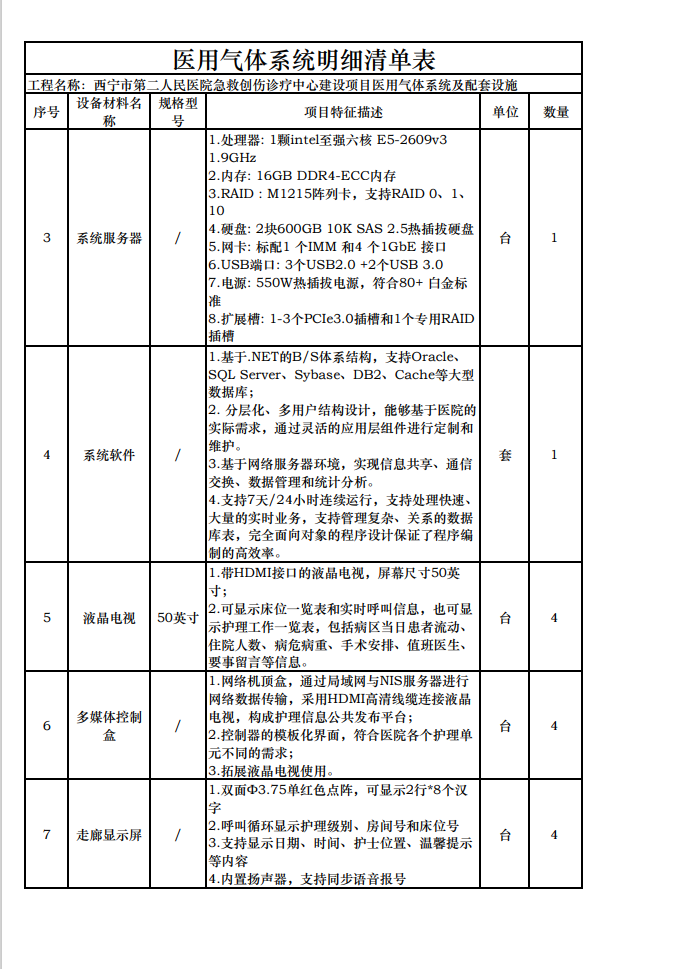 医用气体系统明细清单表
工程名称：西宁市第二人民医院急救创伤诊疗中心建设项目医用气体系统及配套设施
序号 设备材料名称 规格型号 项目特征描述 单位 数量
3 系统服务器 / 台 1
1.处理器: 1颗intel至强六核 E5-2609v3
1.9GHz
2.内存: 16GB DDR4-ECC内存
3.RAID：M1215阵列卡，支持RAID 0、1、
10
4.硬盘: 2块600GB 10K SAS 2.5热插拔硬盘
5.网卡: 标配1 个IMM 和4 个1GbE 接口
6.USB端口: 3个USB2.0 +2个USB 3.0
7.电源: 550W热插拔电源，符合80+ 白金标
准
8.扩展槽: 1-3个PCIe3.0插槽和1个专用RAID
插槽
4 系统软件 / 套 1
1.基于.NET的B/S体系结构，支持Oracle、
SQL Server、Sybase、DB2、Cache等大型
数据库；
2. 分层化、多用户结构设计，能够基于医院的
实际需求，通过灵活的应用层组件进行定制和
维护。
3.基于网络服务器环境，实现信息共享、通信
交换、数据管理和统计分析。
4.支持7天/24小时连续运行，支持处理快速、
大量的实时业务，支持管理复杂、关系的数据
库表，完全面向对象的程序设计保证了程序编
制的高效率。
5 液晶电视 50英寸 台 4
1.带HDMI接口的液晶电视，屏幕尺寸50英
寸；
2.可显示床位一览表和实时呼叫信息，也可显
示护理工作一览表，包括病区当日患者流动、
住院人数、病危病重、手术安排、值班医生、
要事留言等信息。
6 多媒体控制盒 / 台 4
1.网络机顶盒，通过局域网与NIS服务器进行
网络数据传输，采用HDMI高清线缆连接液晶
电视，构成护理信息公共发布平台；
2.控制器的模板化界面，符合医院各个护理单
元不同的需求；
3.拓展液晶电视使用。
7 走廊显示屏 / 台 4
1.双面Φ3.75单红色点阵，可显示2行*8个汉
字
2.呼叫循环显示护理级别、房间号和床位号
3.支持显示日期、时间、护士位置、温馨提示
等内容
4.内置扬声器，支持同步语音报号